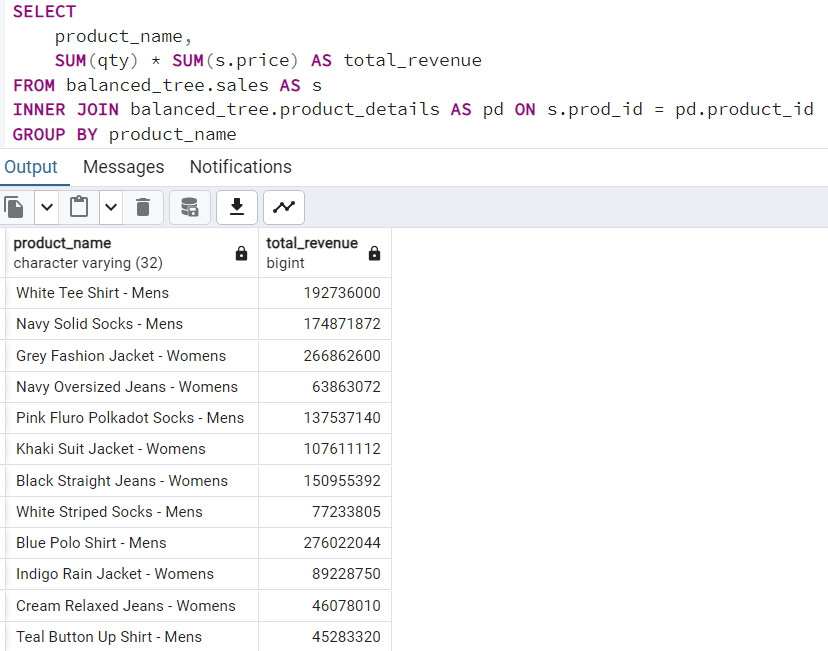 SELECT
product_name,
SUM(qty) * SUM(s.price) AS total_revenue
FROM balanced_tree.sales AS s
INNER JOIN balanced_tree.product_details AS pd ON s.prod_id = pd.product_id
GROUP BY product_name
Output Messages Notifications
product_name total_revenue
character varying (32) bigint
White Tee Shirt - Mens 192736000
Navy Solid Socks - Mens 174871872
Grey Fashion Jacket - Womens 266862600
Navy Oversized Jeans - Womens 63863072
Pink Fluro Polkadot Socks - Mens 137537140
Khaki Suit Jacket - Womens 107611112
Black Straight Jeans - Womens 150955392
White Striped Socks - Mens 77233805
Blue Polo Shirt - Mens 276022044
Indigo Rain Jacket - Womens 89228750
Cream Relaxed Jeans - Womens 46078010
Teal Button Up Shirt - Mens 45283320